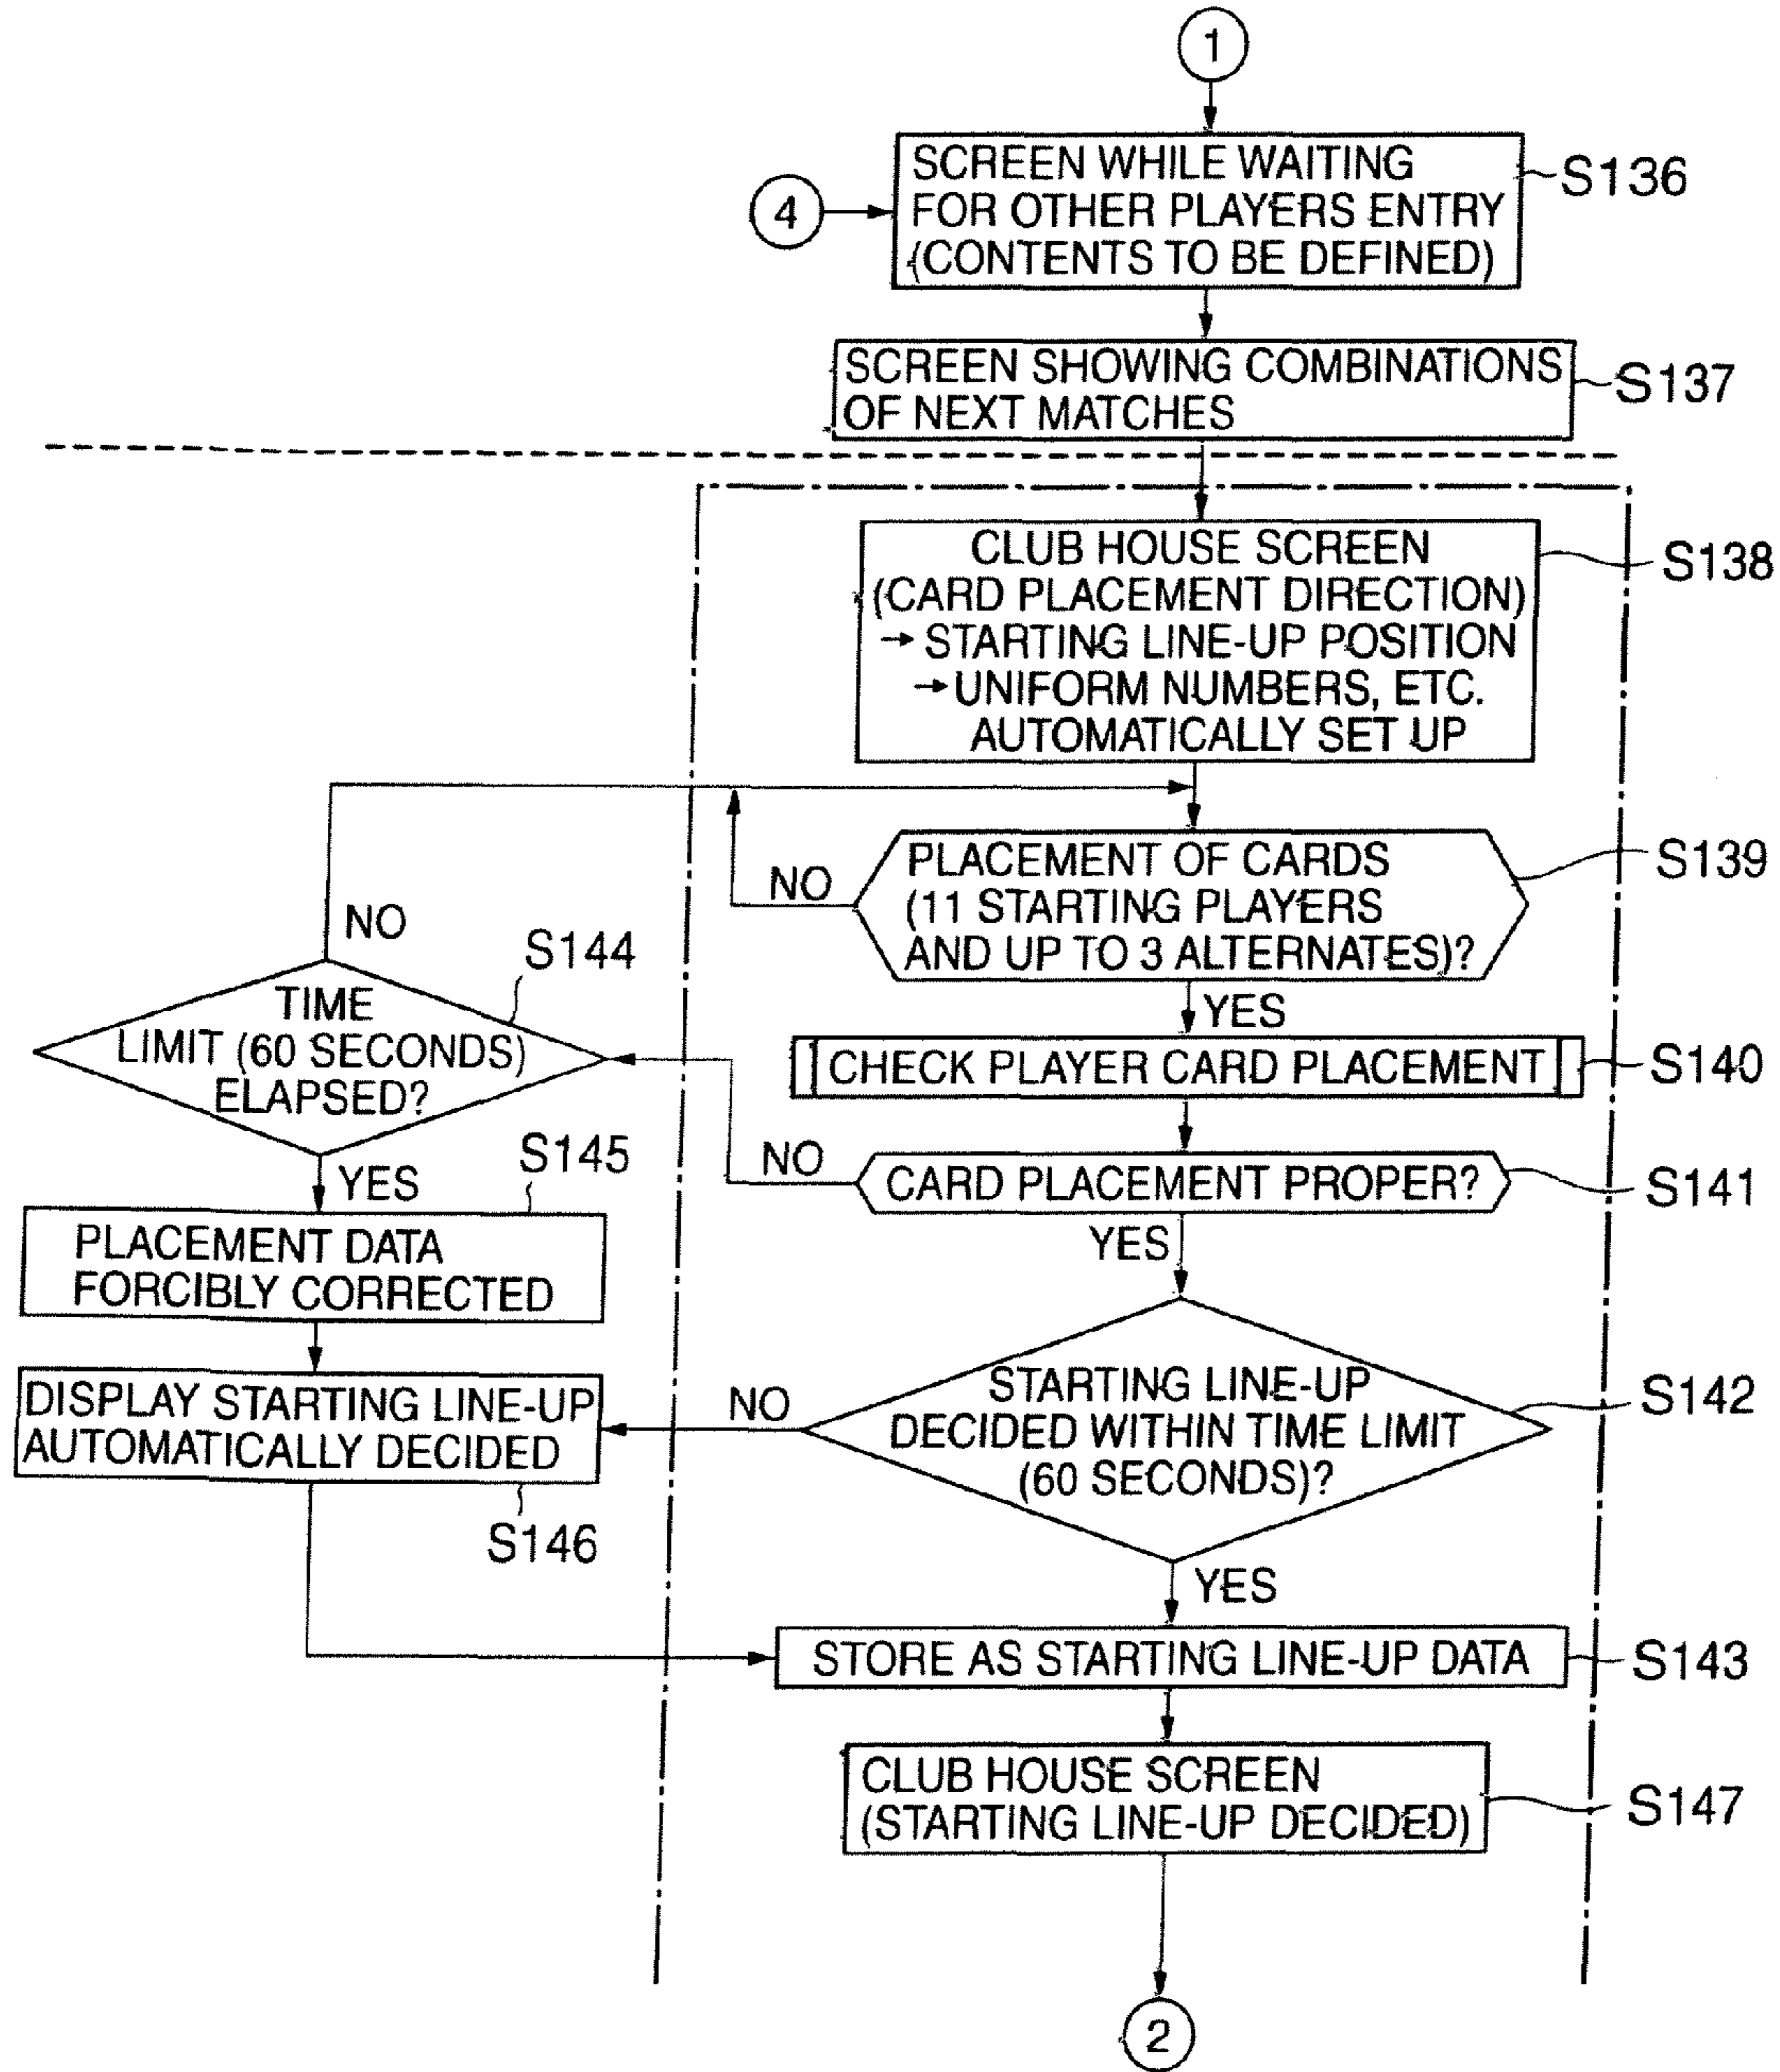 1
SCREEN WHILE WAITING
FOR OTHER PLAYERS ENTRY
(CONTENTS TO BE DEFINED)
S136
4
SCREEN SHOWING COMBINATIONS
OF NEXT MATCHES
S137
CLUB HOUSE SCREEN
(CARD PLACEMENT DIRECTION)
→ STARTING LINE-UP POSITION
→ UNIFORM NUMBERS, ETC.
AUTOMATICALLY SET UP
S138
PLACEMENT OF CARDS
(11 STARTING PLAYERS
AND UP TO 3 ALTERNATES)?
S139
NO
YES
NO
S144
TIME
LIMIT (60 SECONDS)
ELAPSED?
CHECK PLAYER CARD PLACEMENT
S140
YES
S145
NO
CARD PLACEMENT PROPER?
S141
YES
PLACEMENT DATA
FORCIBLY CORRECTED
DISPLAY STARTING LINE-UP
AUTOMATICALLY DECIDED
S146
NO
STARTING LINE-UP
DECIDED WITHIN TIME LIMIT
(60 SECONDS)?
S142
YES
STORE AS STARTING LINE-UP DATA
S143
CLUB HOUSE SCREEN
(STARTING LINE-UP DECIDED)
S147
2